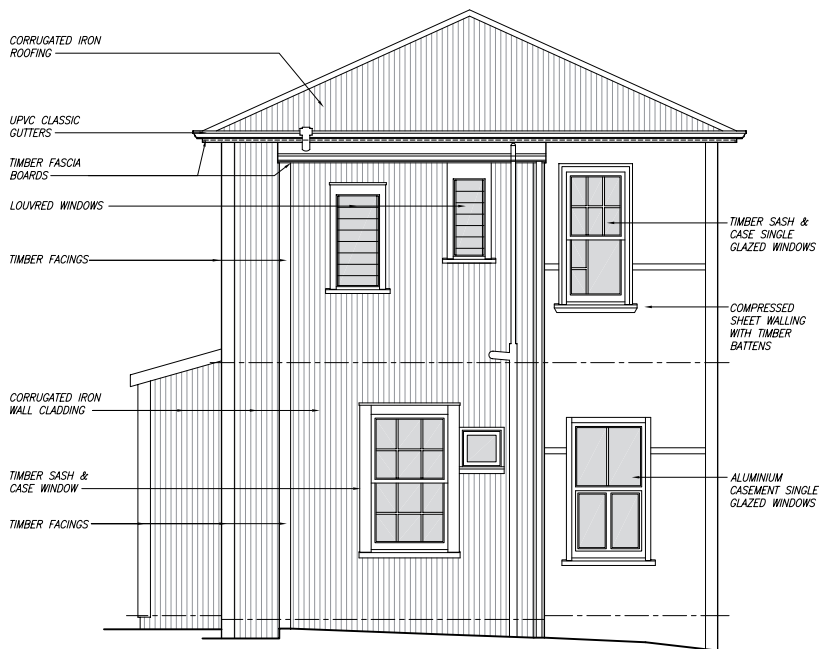 CORRUGATED IRON
ROOFING
UPVC CLASSIC
GUTTERS
TIMBER FASCIA
BOARDS
LOUVRED WINDOWS
TIMBER FACINGS
CORRUGATED IRON
WALL CLADDING
TIMBER SASH &
CASE WINDOW
TIMBER FACINGS
TIMBER SASH &
CASE SINGLE
GLAZED WINDOWS
COMPRESSED
SHEET WALLING
WITH TIMBER
BATTENS
ALUMINIUM
CASEMENT SINGLE
GLAZED WINDOWS